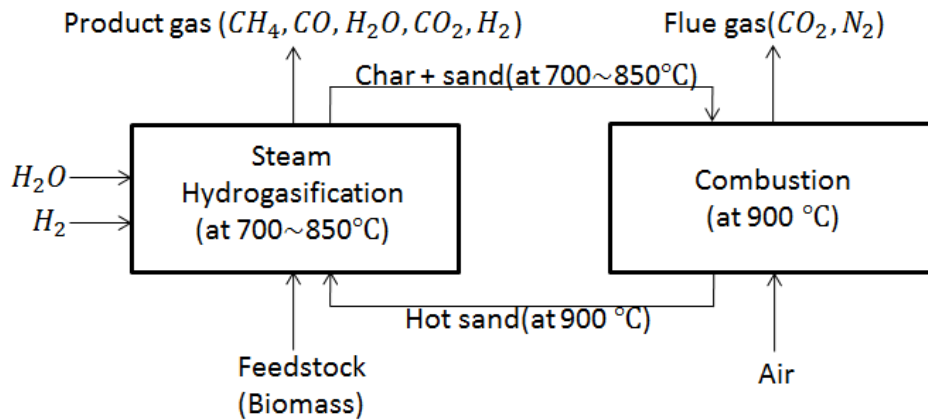 Product gas (CH₄, CO, H₂O, CO₂, H₂)
Flue gas(CO₂, N₂)
Char + sand(at 700~850℃)
H₂O
H₂
Steam
Hydrogasification
(at 700~850℃)
Combustion
(at 900 ℃)
Hot sand(at 900 ℃)
Feedstock
(Biomass)
Air